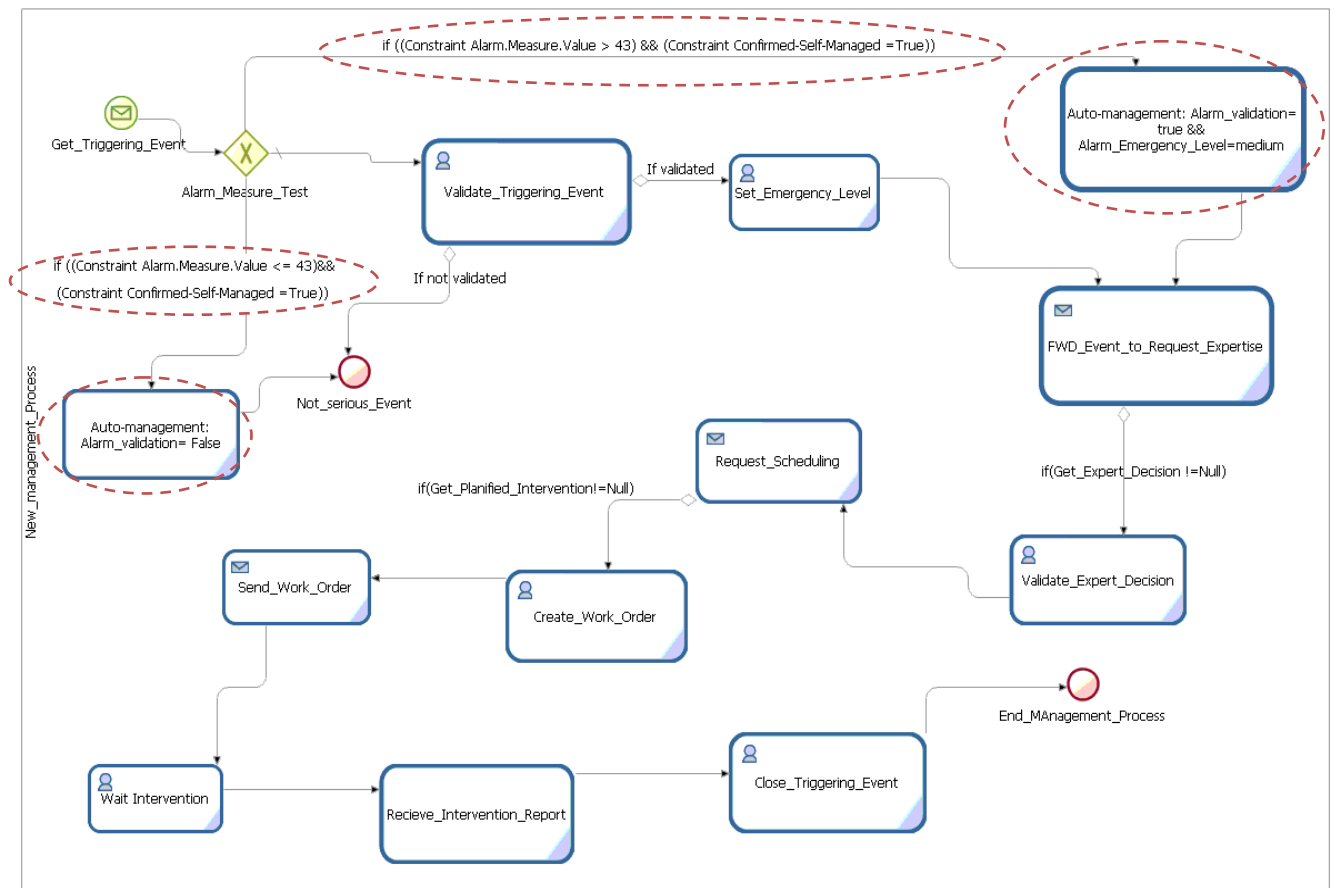 if ((Constraint Alarm.Measure.Value > 43) && (Constraint Confirmed-Self-Managed =True))
Get_Triggering_Event
Alarm_Measure_Test
Validate_Triggering_Event
If validated
Set_Emergency_Level
Auto-management: Alarm_validation=
true &&
Alarm_Emergency_Level=medium
if ((Constraint Alarm.Measure.Value <= 43)&&
(Constraint Confirmed-Self-Managed =True))
If not validated
FWD_Event_to_Request_Expertise
Not_serious_Event
New_management_Process
Auto-management:
Alarm_validation= False
Request_Scheduling
if(Get_Expert_Decision !=Null)
if(Get_Planified_Intervention!=Null)
Validate_Expert_Decision
Send_Work_Order
Create_Work_Order
End_MAnagement_Process
Close_Triggering_Event
Wait Intervention
Recieve_Intervention_Report